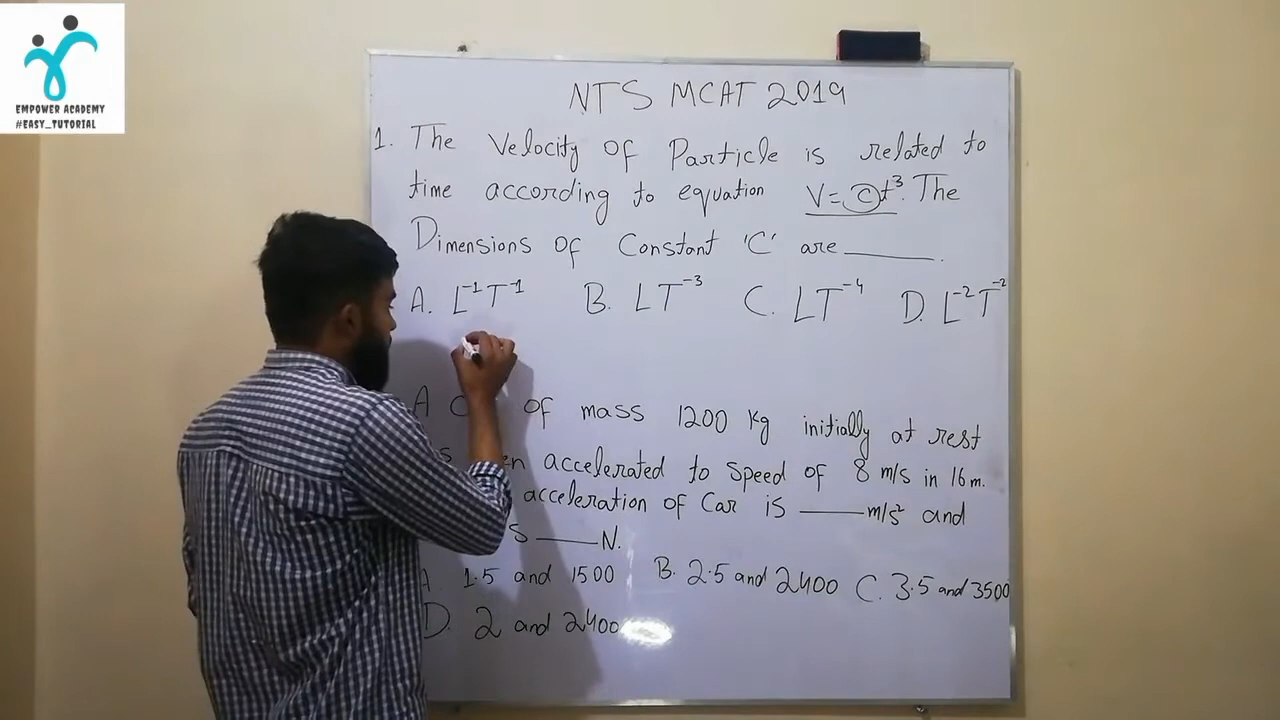 EMPOWER ACADEMY
#EASY_TUTORIAL
NTS MCAT 2019
1. The Velocity of Particle is related to
time according to equation V=ct³. The
Dimensions of Constant 'C' are ______.
A. L⁻¹T⁻¹ B. LT⁻³ C. LT⁻⁴ D. L⁻²T⁻²
A of mass 1200 kg initially at rest
accelerated to speed of 8 m/s in 16m.
acceleration of Car is ____m/s² and
____N.
A. 1.5 and 1500 B. 2.5 and 2400 C. 3.5 and 3500
D. 2 and 2400